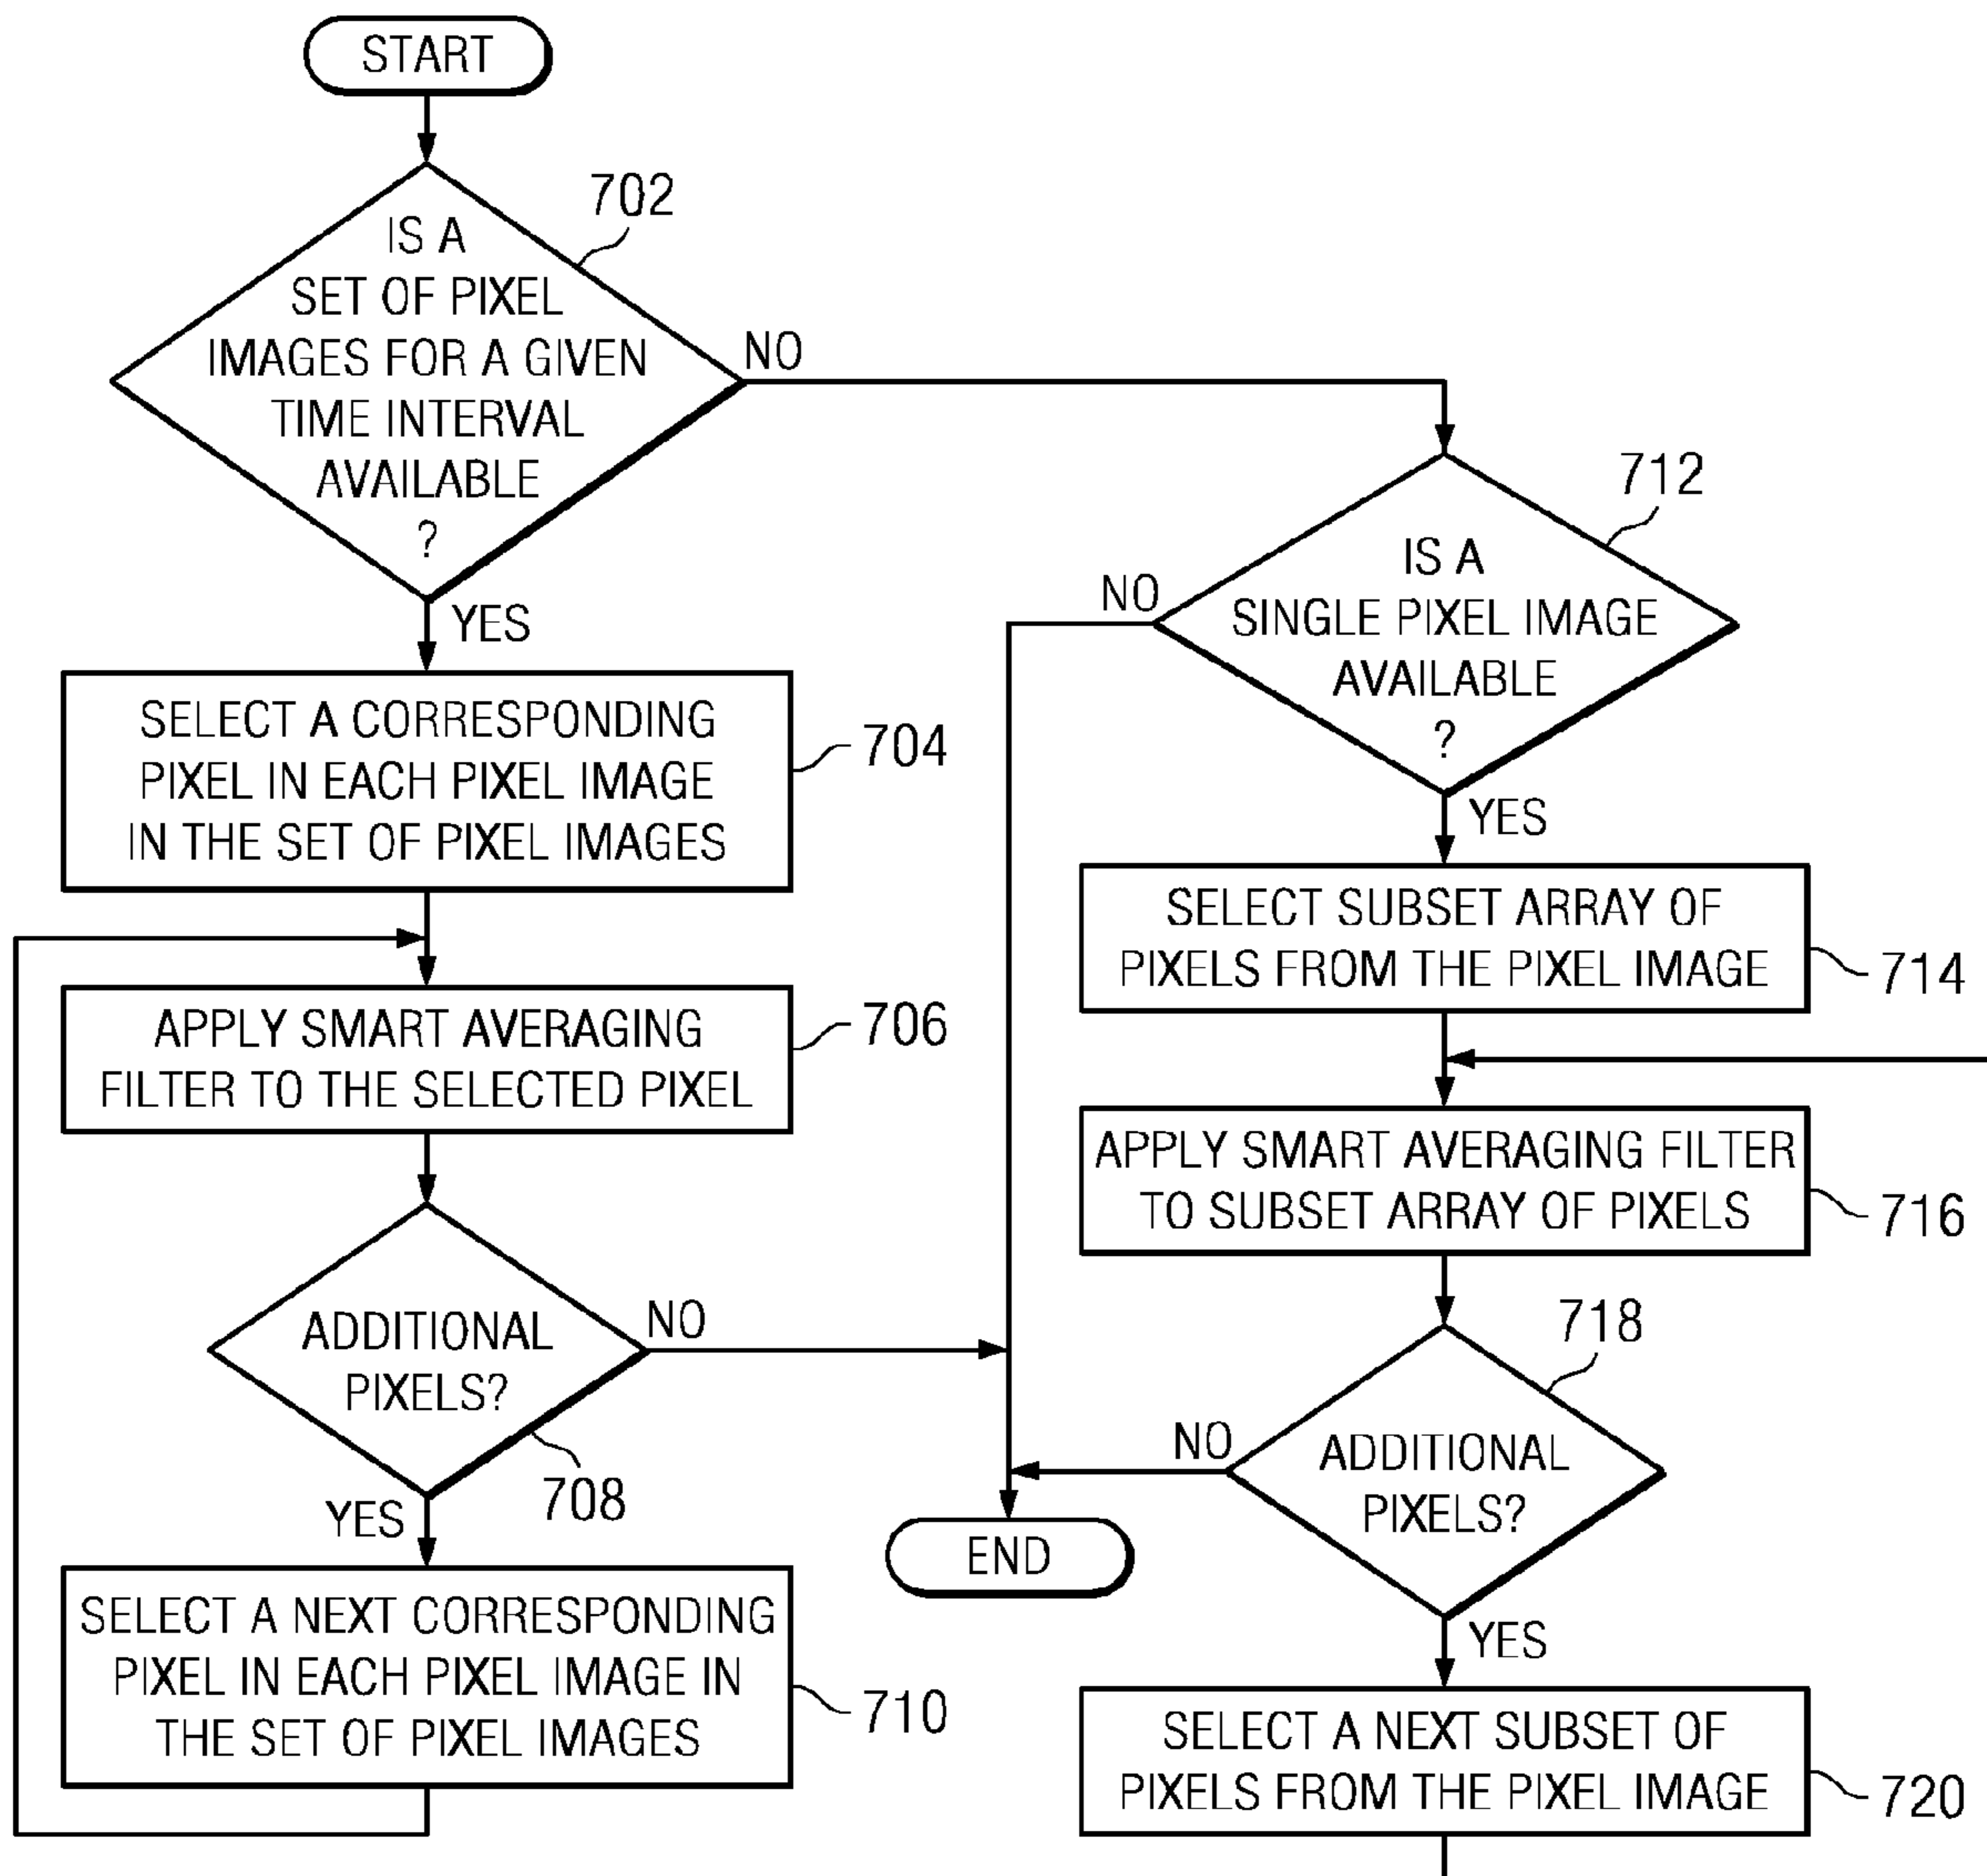 START
702
IS A
SET OF PIXEL
IMAGES FOR A GIVEN
TIME INTERVAL
AVAILABLE
?
NO
YES
SELECT A CORRESPONDING
PIXEL IN EACH PIXEL IMAGE
IN THE SET OF PIXEL IMAGES
704
APPLY SMART AVERAGING
FILTER TO THE SELECTED PIXEL
706
ADDITIONAL
PIXELS?
NO
708
YES
SELECT A NEXT CORRESPONDING
PIXEL IN EACH PIXEL IMAGE IN
THE SET OF PIXEL IMAGES
710
712
IS A
SINGLE PIXEL IMAGE
AVAILABLE
?
NO
YES
SELECT SUBSET ARRAY OF
PIXELS FROM THE PIXEL IMAGE
714
APPLY SMART AVERAGING FILTER
TO SUBSET ARRAY OF PIXELS
716
718
ADDITIONAL
PIXELS?
NO
END
YES
SELECT A NEXT SUBSET OF
PIXELS FROM THE PIXEL IMAGE
720